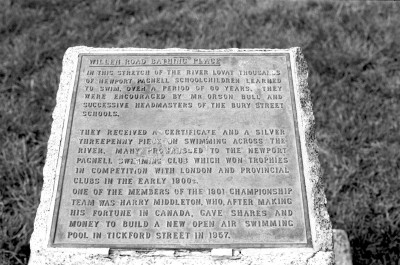 WILLEN ROAD BATHING PLACE
IN THIS STRETCH OF THE RIVER LOVAT THOUSANDS
OF NEWPORT PAGNELL SCHOOLCHILDREN LEARNED
TO SWIM, OVER A PERIOD OF 60 YEARS. THEY
WERE ENCOURAGED BY MR. ORSON BULL AND
SUCCESSIVE HEADMASTERS OF THE BURY STREET
SCHOOLS.
THEY RECEIVED A CERTIFICATE AND A SILVER
THREEPENNY PIECE ON SWIMMING ACROSS THE
RIVER. MANY PROGRESSED TO THE NEWPORT
PAGNELL SWIMMING CLUB WHICH WON TROPHIES
IN COMPETITION WITH LONDON AND PROVINCIAL
CLUBS IN THE EARLY 1900s.
ONE OF THE MEMBERS OF THE 1901 CHAMPIONSHIP
TEAM WAS HARRY MIDDLETON, WHO, AFTER MAKING
HIS FORTUNE IN CANADA, GAVE SHARES AND
MONEY TO BUILD A NEW OPEN AIR SWIMMING
POOL IN TICKFORD STREET IN 1967.